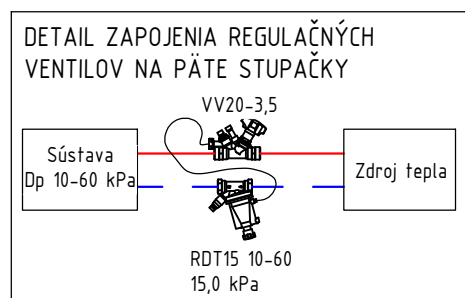 DETAIL ZAPOJENIA REGULAČNÝCH
VENTILOV NA PÄTE STUPAČKY
VV20-3,5
Sústava
Dp 10-60 kPa
Zdroj tepla
RDT15 10-60
15,0 kPa